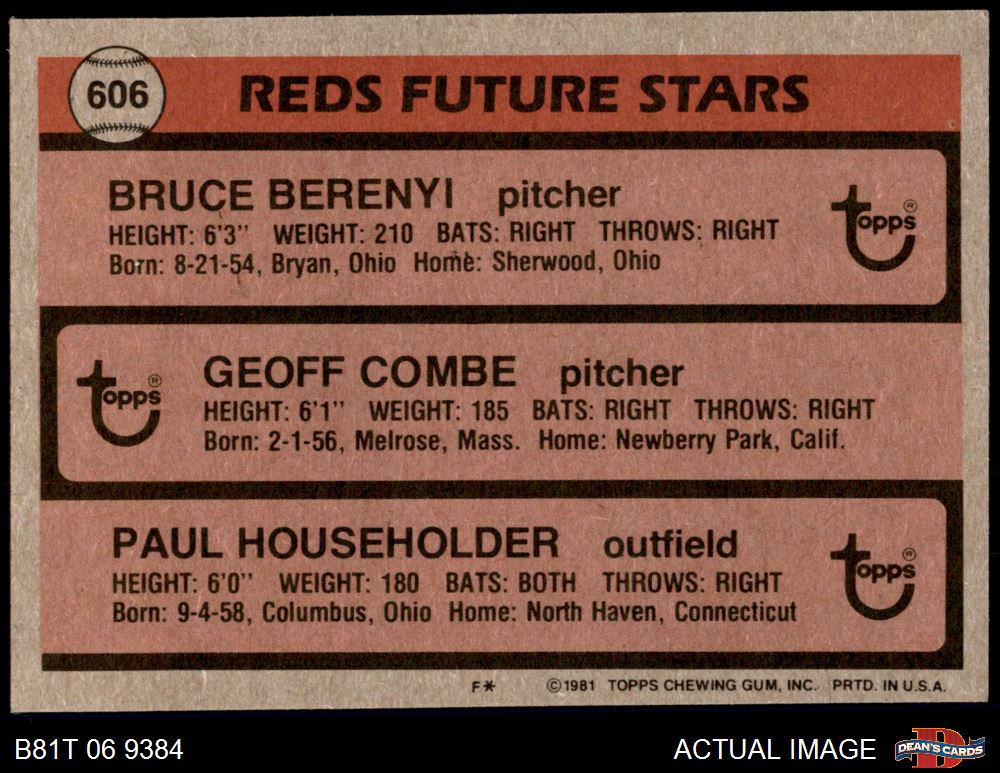 606
REDS FUTURE STARS
BRUCE BERENYI pitcher
HEIGHT: 6'3" WEIGHT: 210 BATS: RIGHT THROWS: RIGHT
Born: 8-21-54, Bryan, Ohio Home: Sherwood, Ohio
topps®
GEOFF COMBE pitcher
HEIGHT: 6'1" WEIGHT: 185 BATS: RIGHT THROWS: RIGHT
Born: 2-1-56, Melrose, Mass. Home: Newberry Park, Calif.
topps®
PAUL HOUSEHOLDER outfield
HEIGHT: 6'0" WEIGHT: 180 BATS: BOTH THROWS: RIGHT
Born: 9-4-58, Columbus, Ohio Home: North Haven, Connecticut
topps®
F* ©1981 TOPPS CHEWING GUM, INC. PRTD. IN U.S.A.
B81T 06 9384
ACTUAL IMAGE
D
DEAN'S CARDS